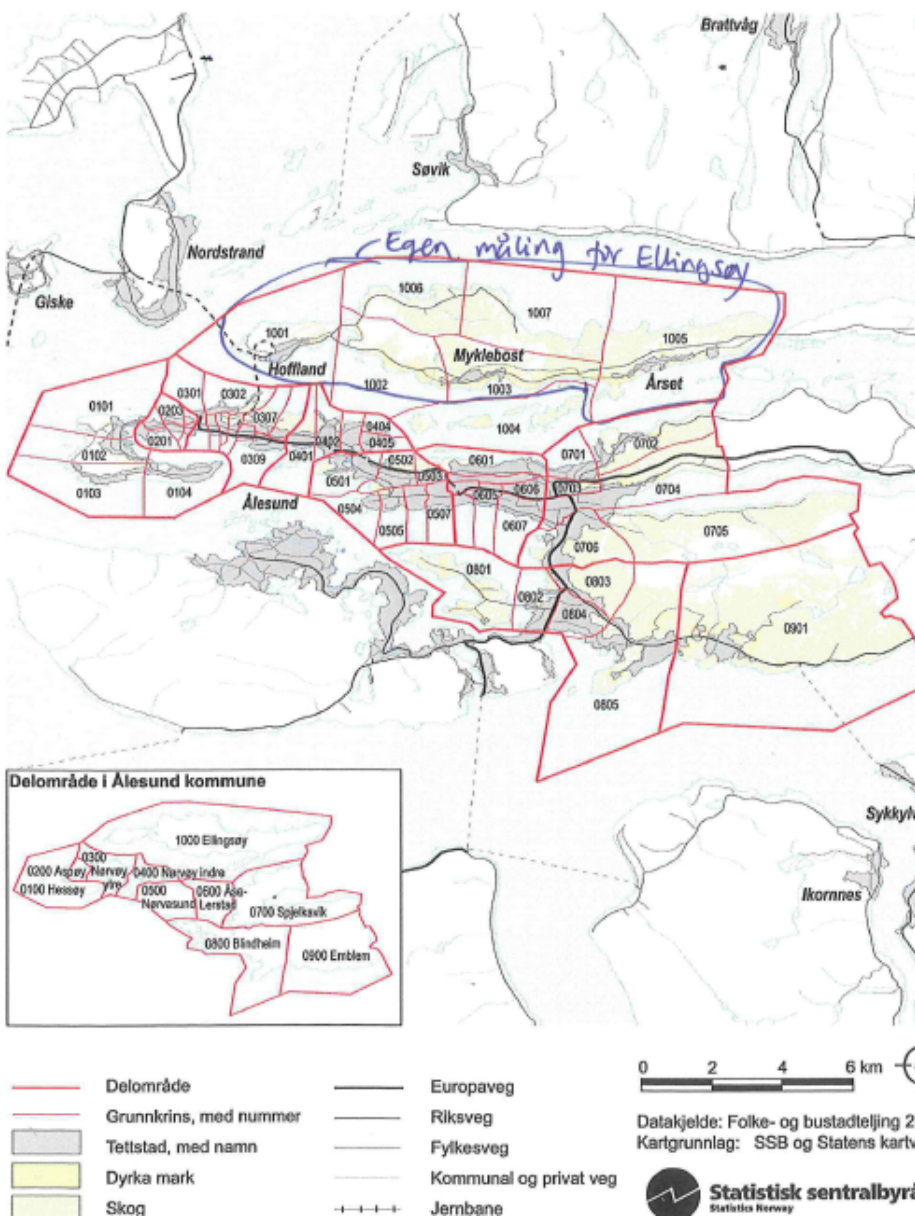 Brattvåg
Søvik
Egen måling for Ellingsøy
Nordstrand
Giske
1006
1007
1001
1005
Myklebost
Hoffland
1002
1003
Årset
0101
0301
0302
0203
0307
1004
0404
0402
0405
0201
0102
0309
0401
0502
0601
0701
0702
0501
0503
0703
0605
0606
0704
0103
0104
0504
Ålesund
0505
0507
0607
0705
0706
0801
0803
0802
0804
0901
0805
Delområde i Ålesund kommune
1000 Ellingsøy
0300
Nørvøy
ytre
0400 Nørvøy indre
0200 Aspøy
0100 Hessøy
0500
Nørvasund
0600 Åse-
Lerstad
0700 Spjelkavik
0800 Blindheim
0900 Emblem
Sykkylv
Ikornnes
Delområde
Grunnkrins, med nummer
Tettstad, med namn
Dyrka mark
Skog
Europaveg
Riksveg
Fylkesveg
Kommunal og privat veg
Jernbane
0 2 4 6 km
Datakjelde: Folke- og bustadteljing 2
Kartgrunnlag: SSB og Statens kartv
Statistisk sentralbyrå
Statistics Norway